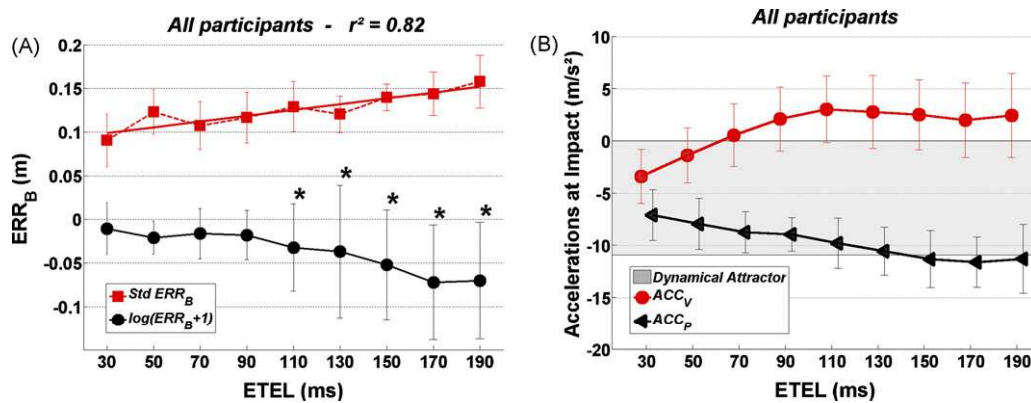 All participants - r² = 0.82
(A)
0.2
0.15
0.1
0.05
0
-0.05
-0.1
ERR_B (m)
* * * * *
Std ERR_B
log(ERR_B+1)
30 50 70 90 110 130 150 170 190
ETEL (ms)
All participants
(B)
10
5
0
-5
-10
-15
-20
Accelerations at Impact (m/s²)
Dynamical Attractor
ACC_V
ACC_P
30 50 70 90 110 130 150 170 190
ETEL (ms)